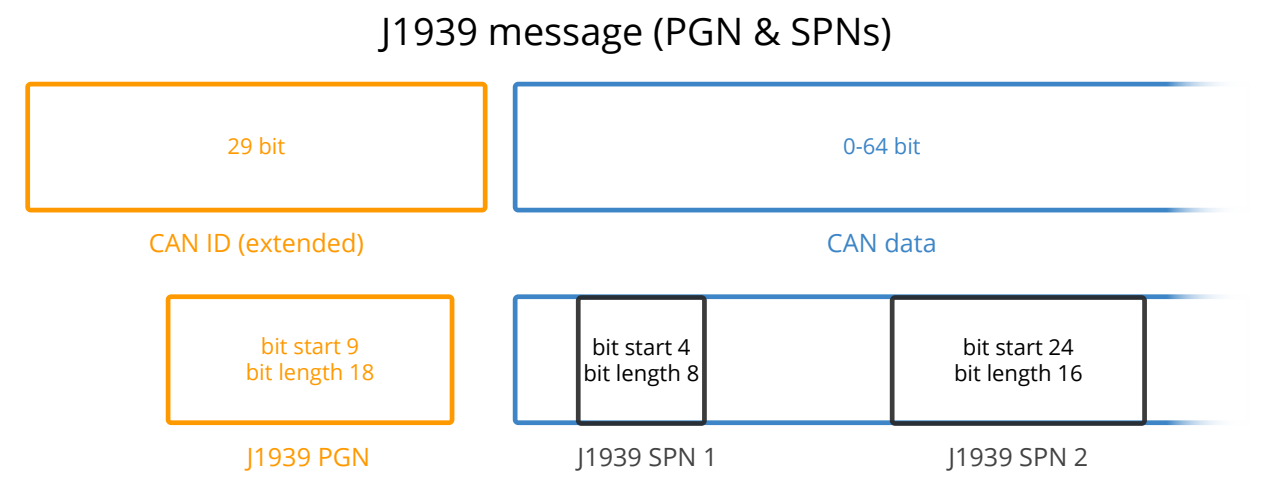 J1939 message (PGN & SPNs)
29 bit
0-64 bit
CAN ID (extended)
CAN data
bit start 9
bit length 18
bit start 4
bit length 8
bit start 24
bit length 16
J1939 PGN
J1939 SPN 1
J1939 SPN 2